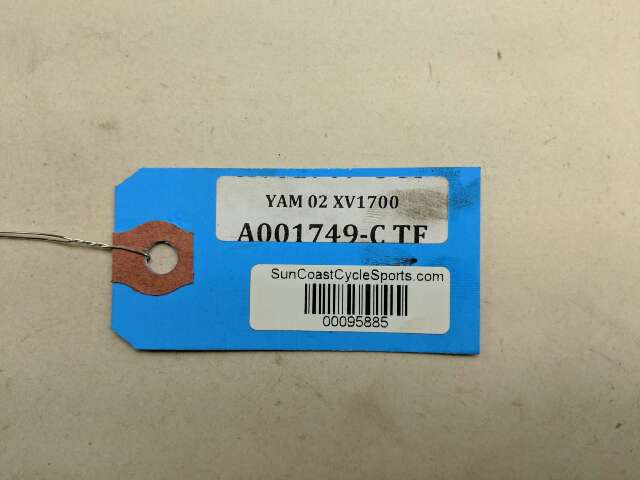 YAM 02 XV1700
A001749-C TF
SunCoastCycleSports.com
00095885